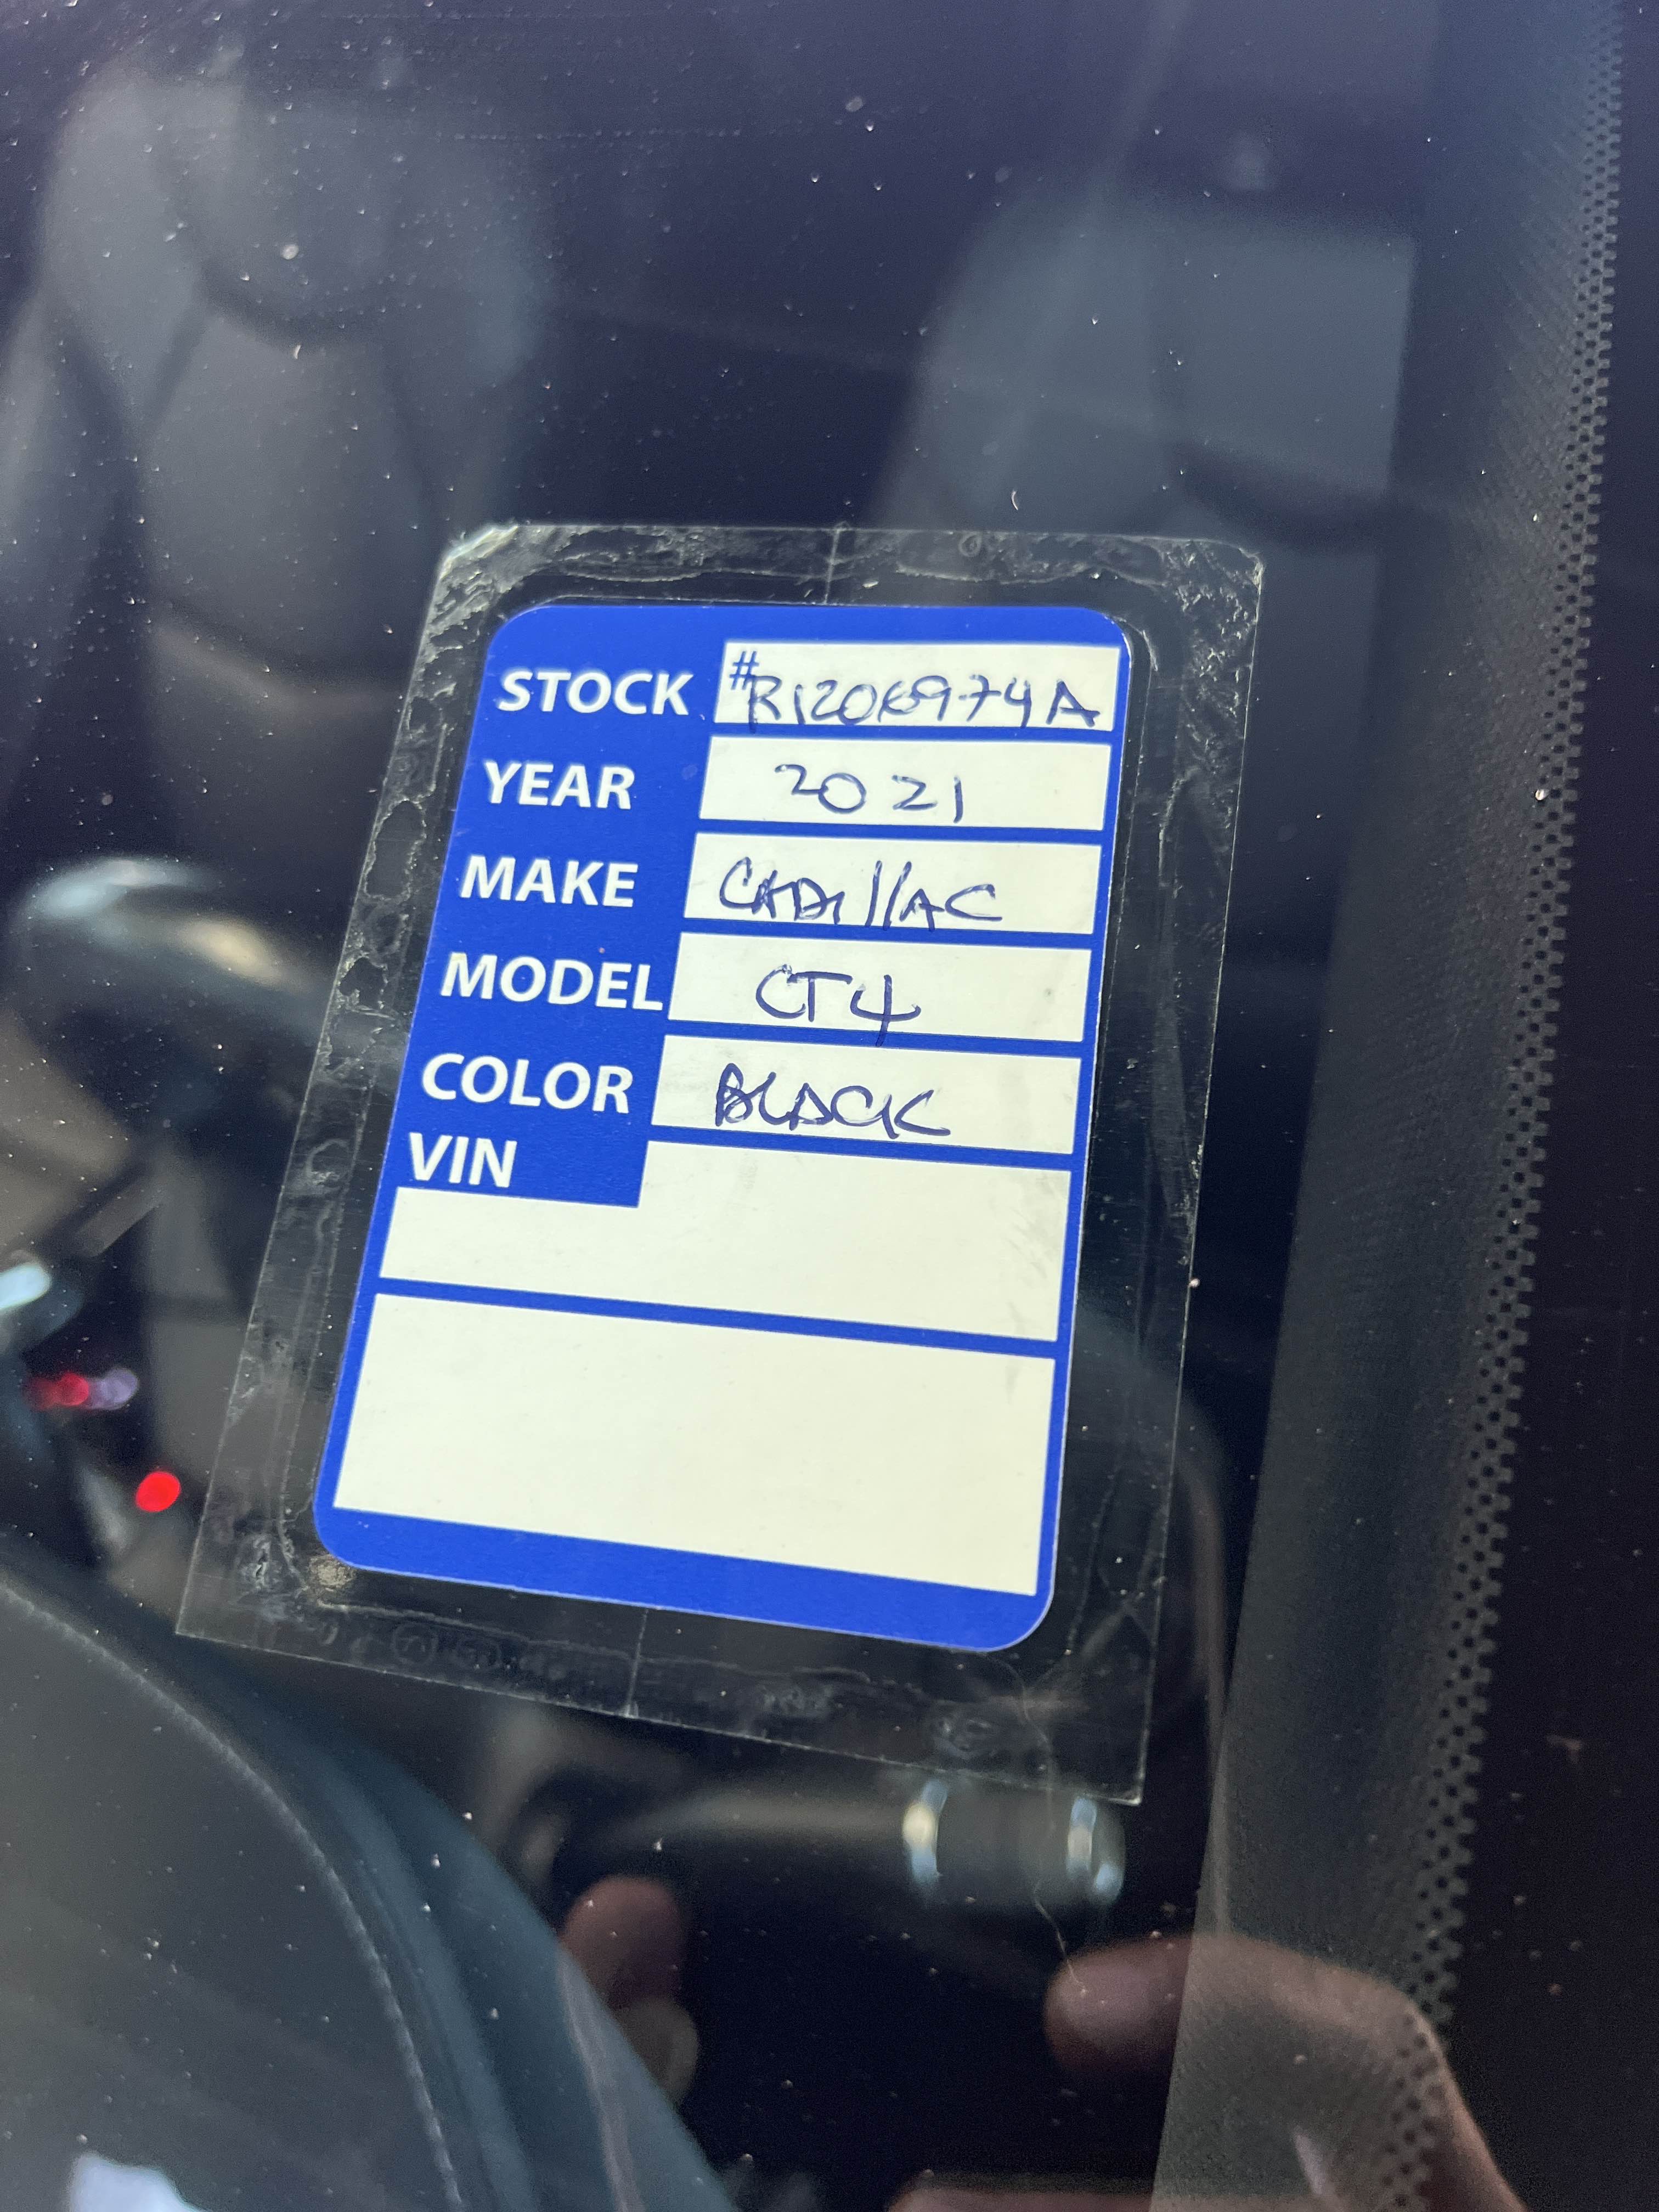 STOCK #R120K974A
YEAR 2021
MAKE CADillAC
MODEL CT4
COLOR BLACK
VIN